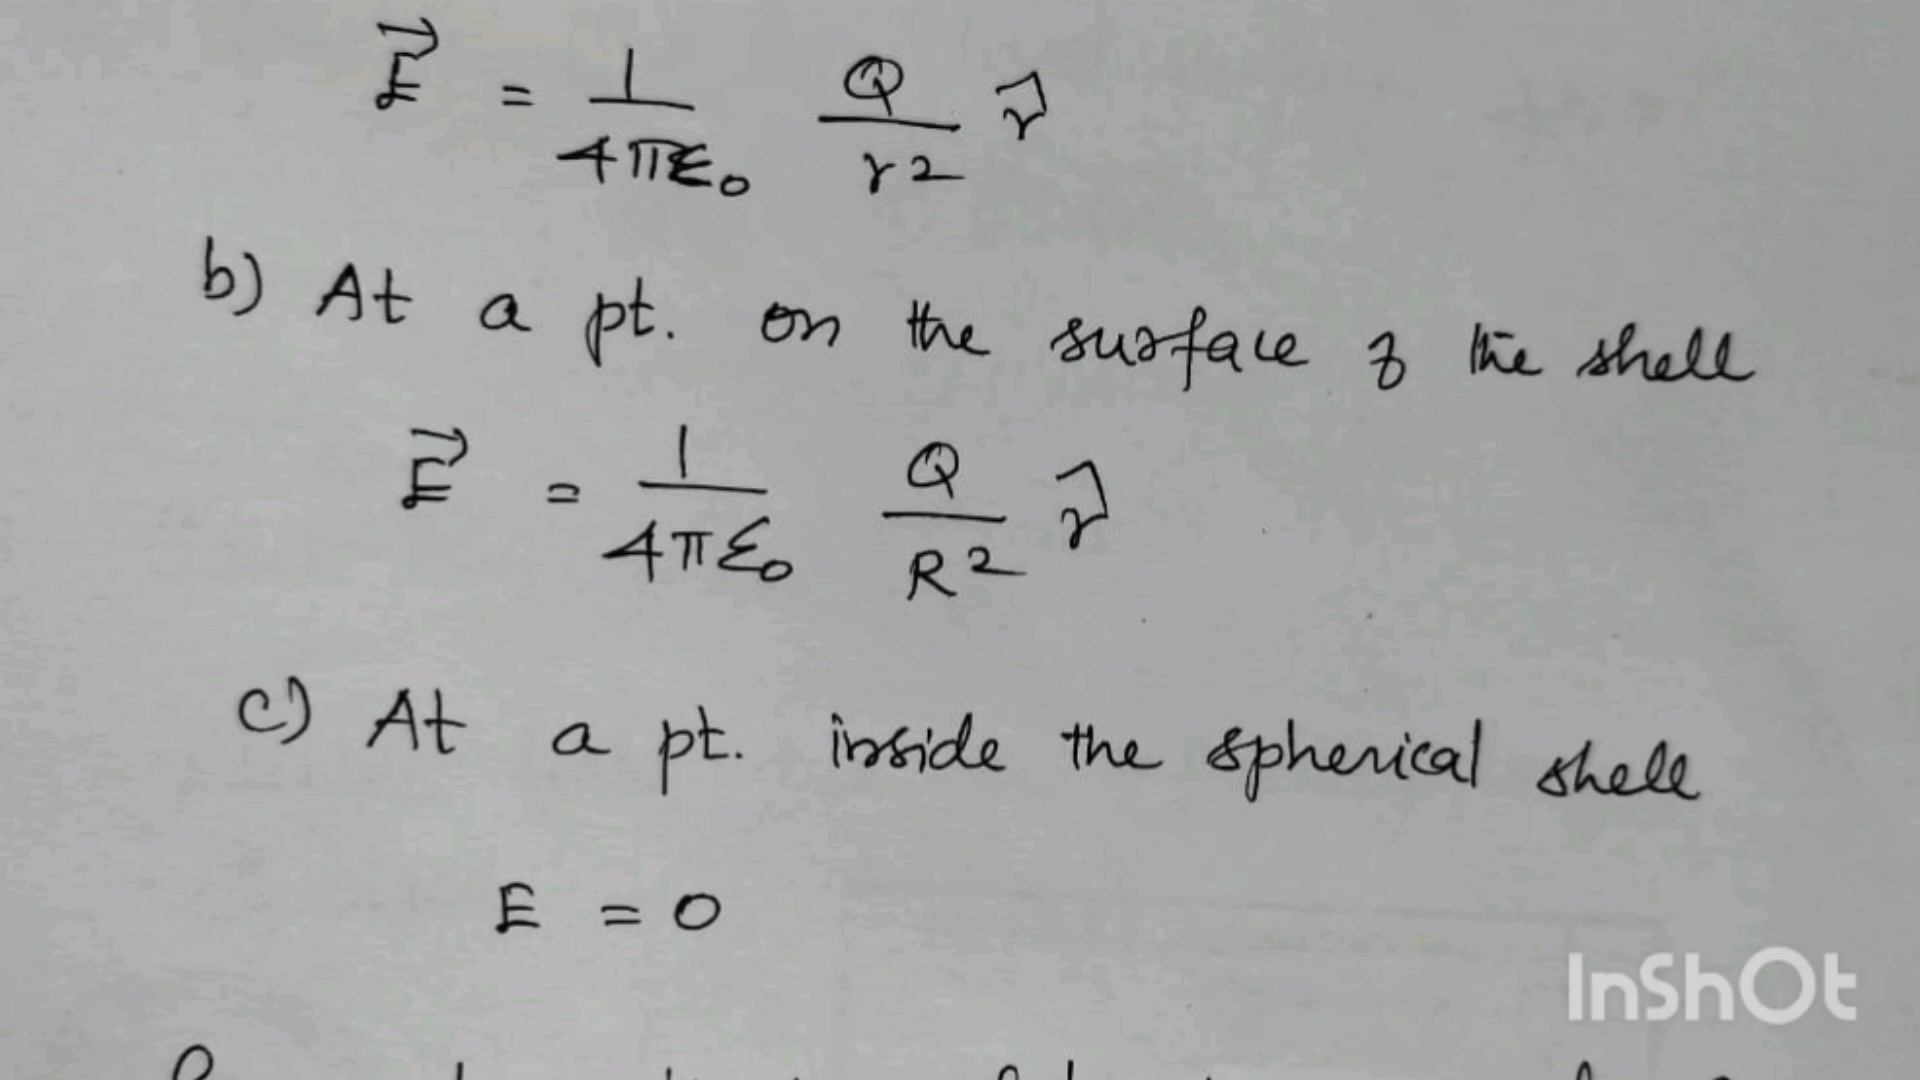 E⃗ = 1/4πε₀ Q/r² r̂
b) At a pt. on the surface of the shell
E⃗ = 1/4πε₀ Q/R² r̂
c) At a pt. inside the spherical shell
E = 0
InShOt